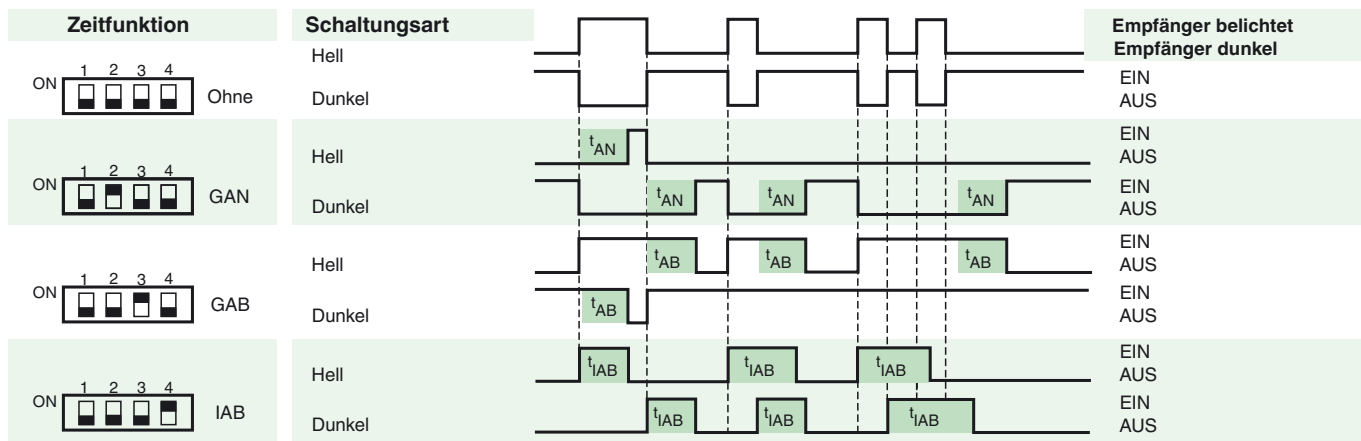 Zeitfunktion Schaltungsart Empfänger belichtet
Empfänger dunkel
Hell
ON 1 2 3 4 Ohne Dunkel EIN
AUS
tAN EIN
Hell AUS
ON 1 2 3 4 GAN Dunkel tAN tAN tAN EIN
AUS
Hell tAB tAB tAB EIN
AUS
ON 1 2 3 4 GAB Dunkel tAB EIN
AUS
Hell tIAB tIAB tIAB EIN
AUS
ON 1 2 3 4 IAB Dunkel tIAB tIAB tIAB EIN
AUS